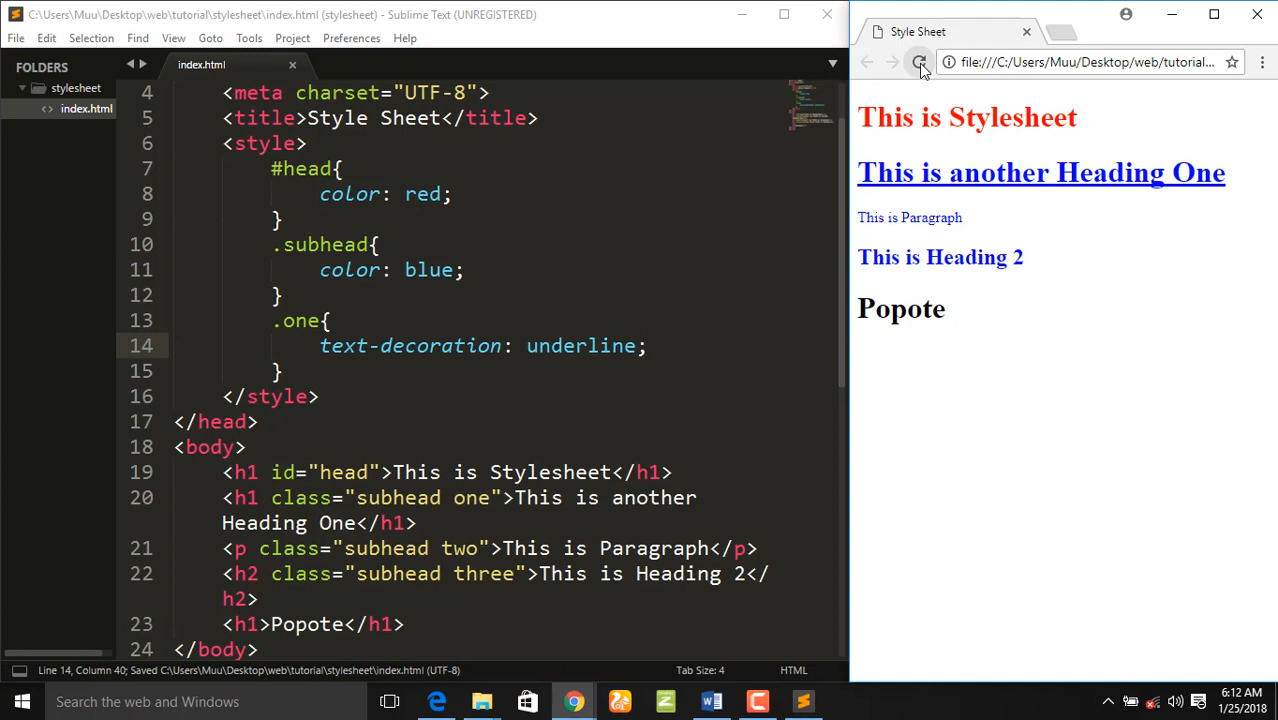 C:\Users\Muu\Desktop\web\tutorial\stylesheet\index.html (stylesheet) - Sublime Text (UNREGISTERED)
File Edit Selection Find View Goto Tools Project Preferences Help
FOLDERS
stylesheet
index.html
index.html
4 <meta charset="UTF-8">
5 <title>Style Sheet</title>
6 <style>
7 #head{
8 color: red;
9 }
10 .subhead{
11 color: blue;
12 }
13 .one{
14 text-decoration: underline;
15 }
16 </style>
17 </head>
18 <body>
19 <h1 id="head">This is Stylesheet</h1>
20 <h1 class="subhead one">This is another
Heading One</h1>
21 <p class="subhead two">This is Paragraph</p>
22 <h2 class="subhead three">This is Heading 2</
h2>
23 <h1>Popote</h1>
24 </body>
Line 14, Column 40; Saved C:\Users\Muu\Desktop\web\tutorial\stylesheet\index.html (UTF-8)
Tab Size: 4
HTML
Style Sheet
file:///C:/Users/Muu/Desktop/web/tutorial...
This is Stylesheet
This is another Heading One
This is Paragraph
This is Heading 2
Popote
Search the web and Windows
6:12 AM
1/25/2018